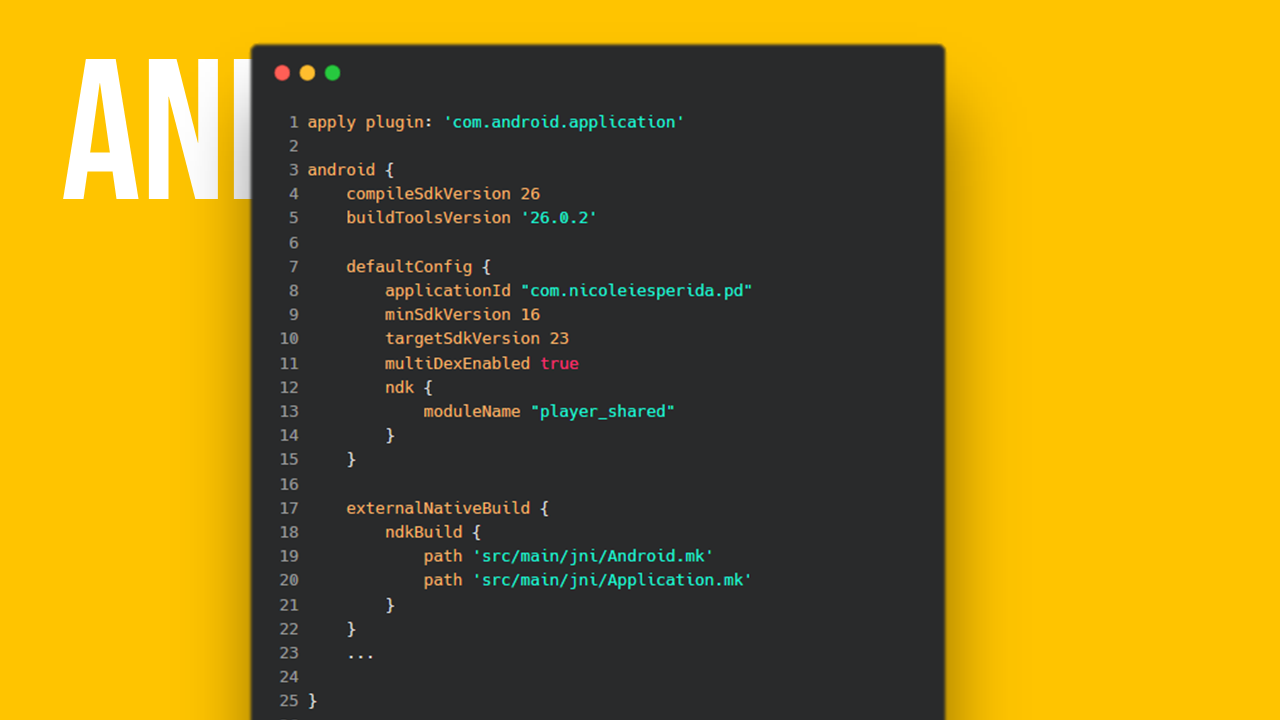 AN
1 apply plugin: 'com.android.application'
2
3 android {
4     compileSdkVersion 26
5     buildToolsVersion '26.0.2'
6
7     defaultConfig {
8         applicationId "com.nicoleiesperida.pd"
9         minSdkVersion 16
10         targetSdkVersion 23
11         multiDexEnabled true
12         ndk {
13             moduleName "player_shared"
14         }
15     }
16
17     externalNativeBuild {
18         ndkBuild {
19             path 'src/main/jni/Android.mk'
20             path 'src/main/jni/Application.mk'
21         }
22     }
23     ...
24
25 }